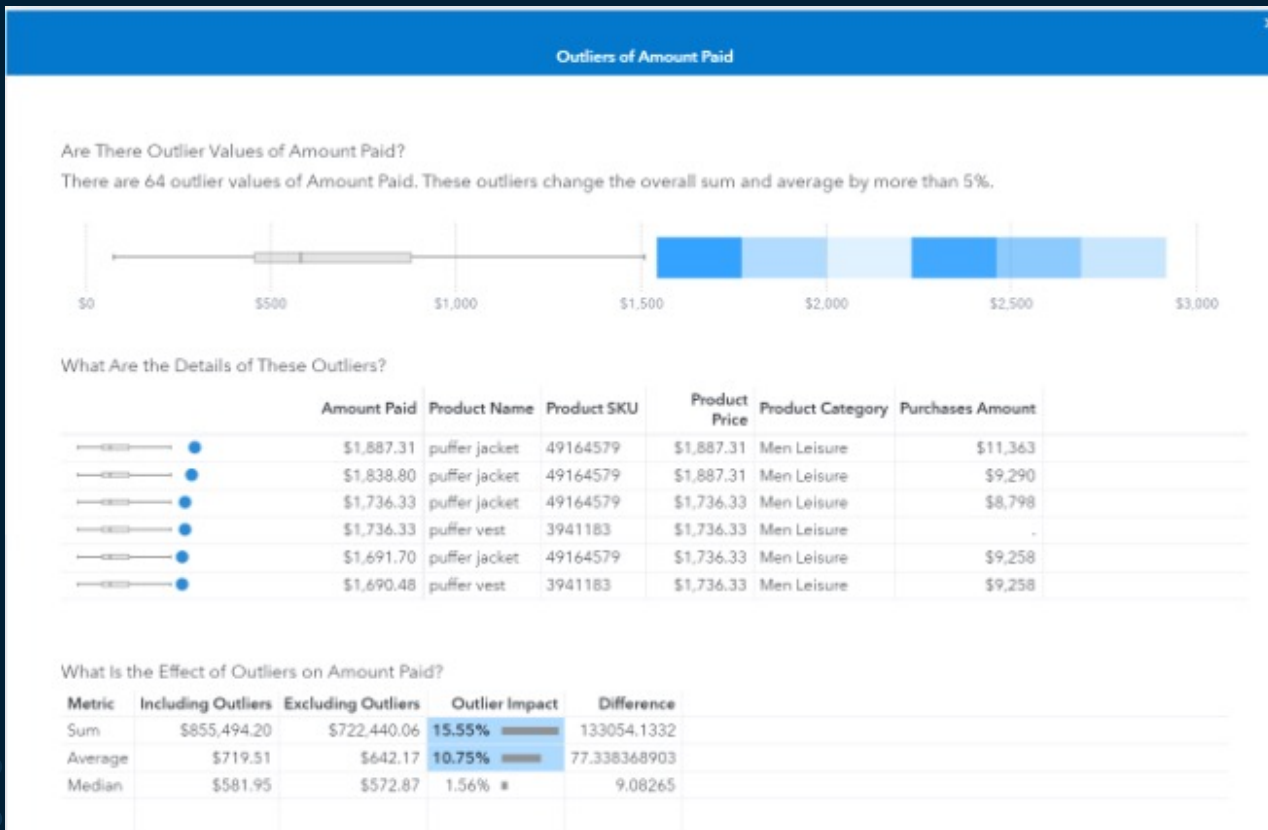 Outliers of Amount Paid
Are There Outlier Values of Amount Paid?
There are 64 outlier values of Amount Paid. These outliers change the overall sum and average by more than 5%.
$0 $500 $1,000 $1,500 $2,000 $2,500 $3,000
What Are the Details of These Outliers?
Amount Paid Product Name Product SKU Product Price Product Category Purchases Amount
$1,887.31 puffer jacket 49164579 $1,887.31 Men Leisure $11,363
$1,838.80 puffer jacket 49164579 $1,887.31 Men Leisure $9,290
$1,736.33 puffer jacket 49164579 $1,736.33 Men Leisure $8,798
$1,736.33 puffer vest 3941183 $1,736.33 Men Leisure .
$1,691.70 puffer jacket 49164579 $1,736.33 Men Leisure $9,258
$1,690.48 puffer vest 3941183 $1,736.33 Men Leisure $9,258
What Is the Effect of Outliers on Amount Paid?
Metric Including Outliers Excluding Outliers Outlier Impact Difference
Sum $855,494.20 $722,440.06 15.55% 133054.1332
Average $719.51 $642.17 10.75% 77.338368903
Median $581.95 $572.87 1.56% 9.08265